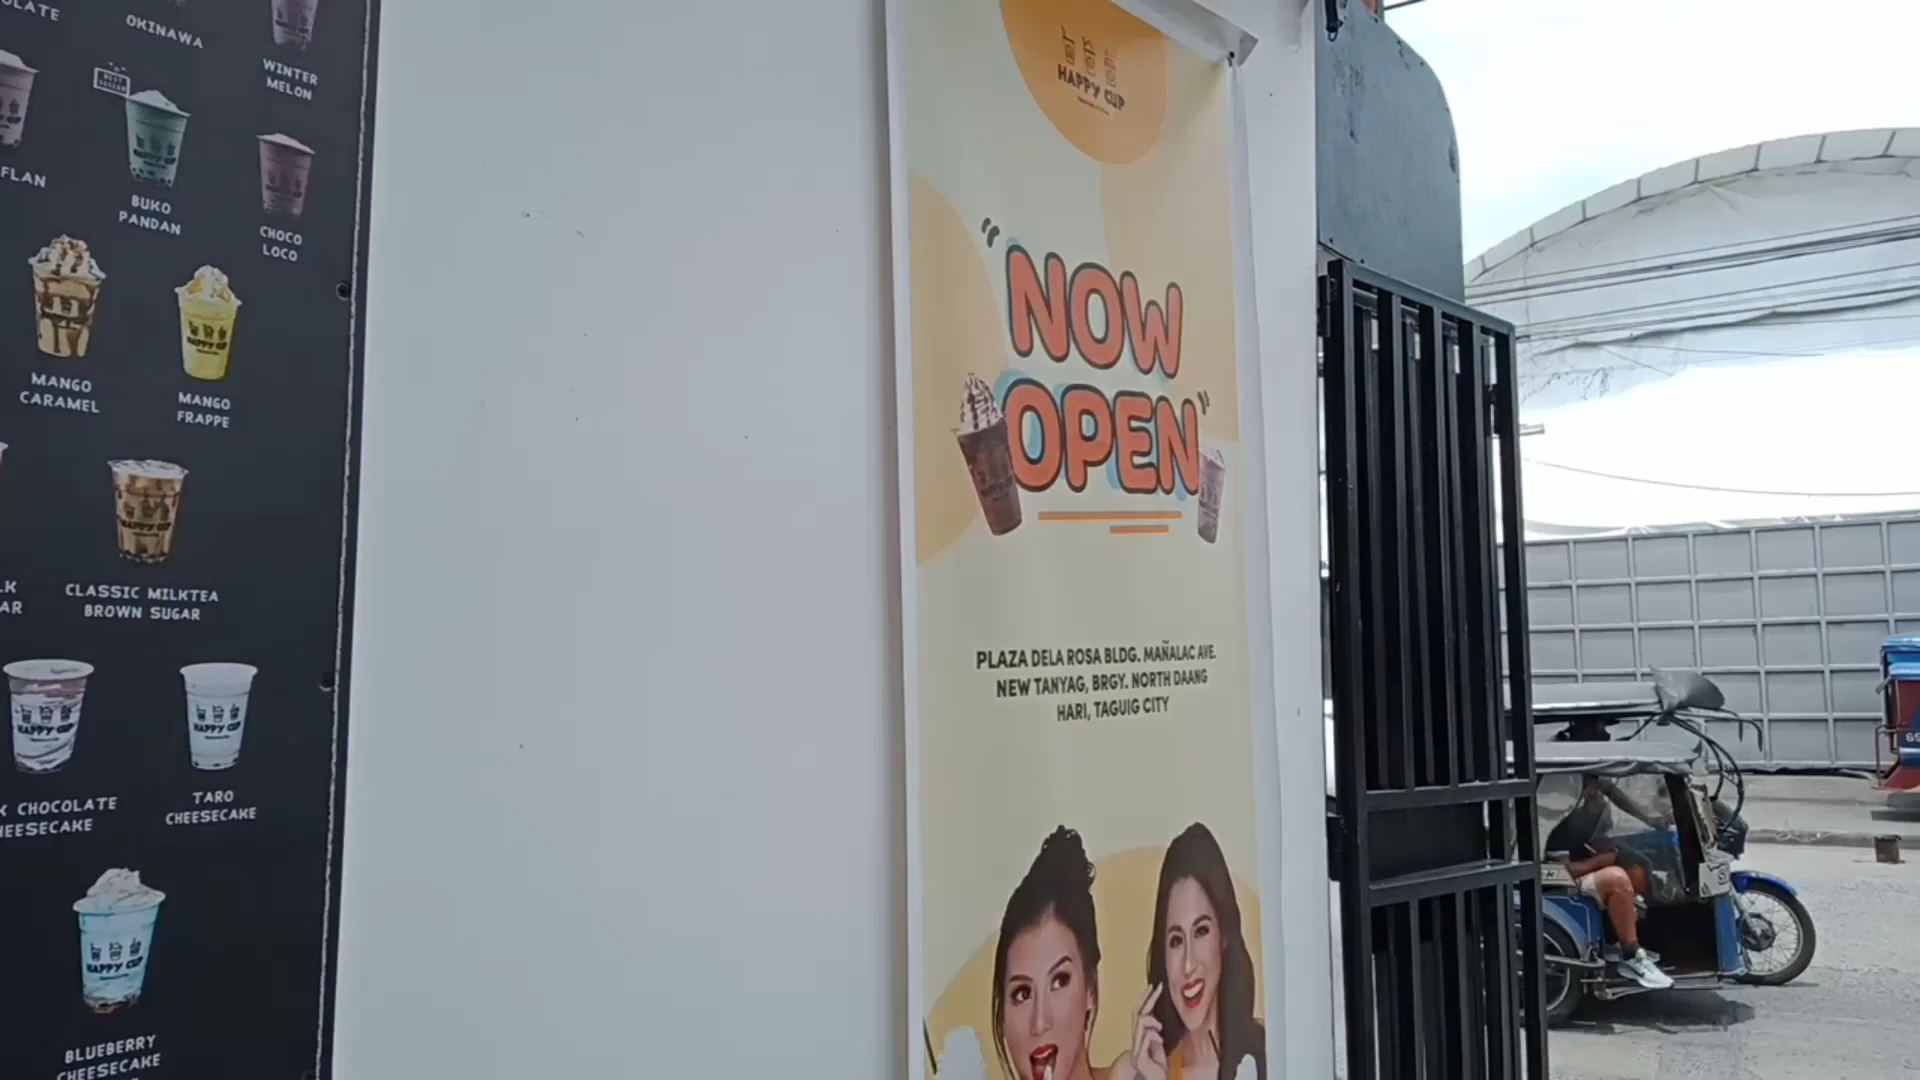 OKINAWA
WINTER
MELON
BEST
SELLER
FLAN
BUKO
PANDAN
CHOCO
LOCO
MANGO
CARAMEL
MANGO
FRAPPE
CLASSIC MILKTEA
BROWN SUGAR
CHOCOLATE
TARO
CHEESECAKE
BLUEBERRY
CHEESECAKE
HAPPY CUP
"NOW
OPEN"
PLAZA DELA ROSA BLDG. MAÑALAC AVE.
NEW TANYAG, BRGY. NORTH DAANG
HARI, TAGUIG CITY